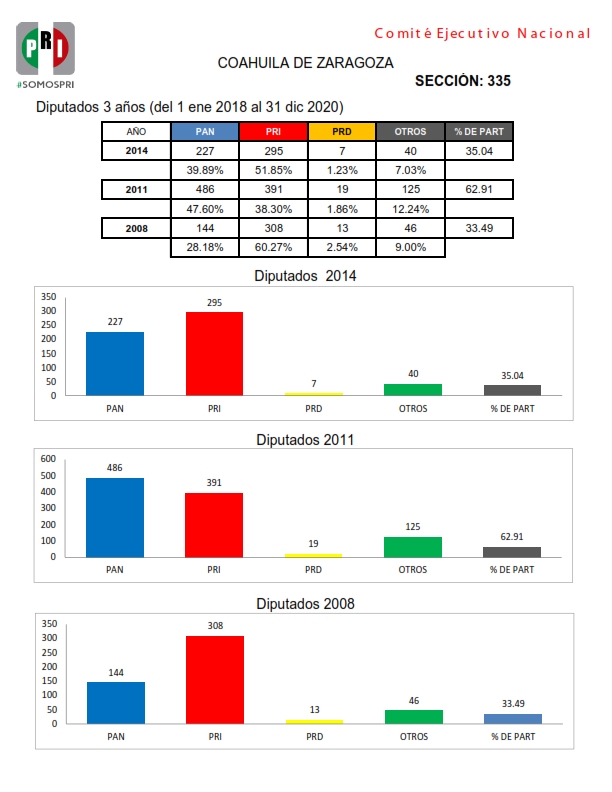 Comité Ejecutivo Nacional
PRI
#SOMOSPRI
COAHUILA DE ZARAGOZA
SECCIÓN: 335
Diputados 3 años (del 1 ene 2018 al 31 dic 2020)
AÑO PAN PRI PRD OTROS % DE PART
2014 227 295 7 40 35.04
39.89% 51.85% 1.23% 7.03%
2011 486 391 19 125 62.91
47.60% 38.30% 1.86% 12.24%
2008 144 308 13 46 33.49
28.18% 60.27% 2.54% 9.00%
Diputados 2014
350
300
250
200
150
100
50
0
227 295 7 40 35.04
PAN PRI PRD OTROS % DE PART
Diputados 2011
600
500
400
300
200
100
0
486 391 19 125 62.91
PAN PRI PRD OTROS % DE PART
Diputados 2008
350
300
250
200
150
100
50
0
144 308 13 46 33.49
PAN PRI PRD OTROS % DE PART